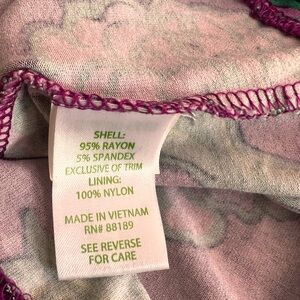 SHELL:
95% RAYON
5% SPANDEX
EXCLUSIVE OF TRIM
LINING:
100% NYLON
MADE IN VIETNAM
RN# 88189
SEE REVERSE
FOR CARE